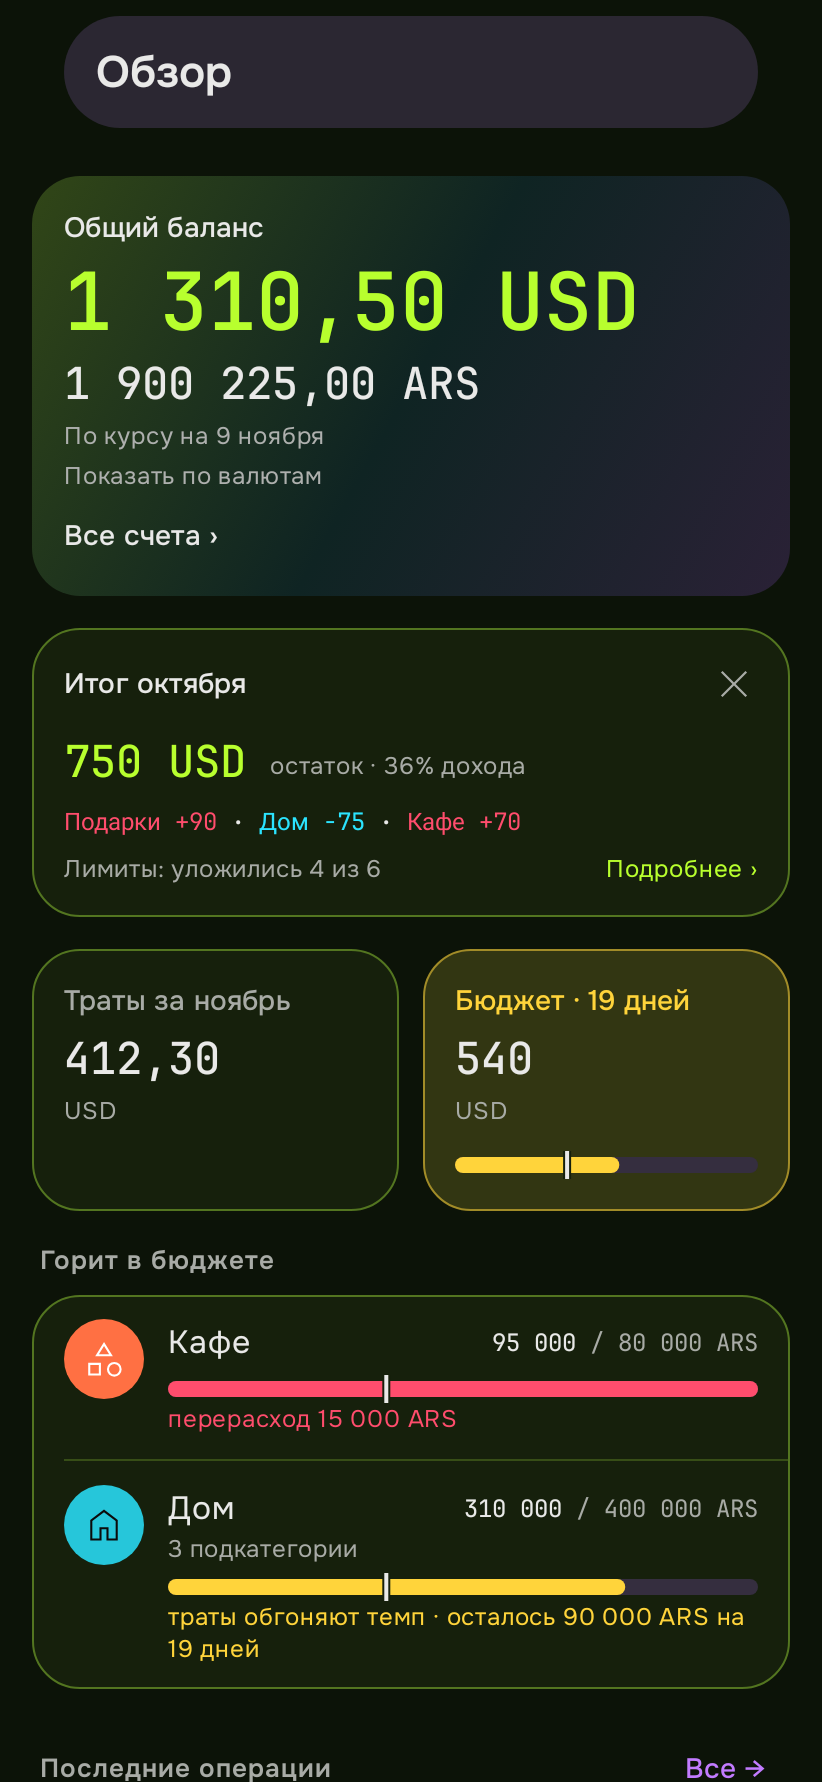 Обзор
Общий баланс
1 310,50 USD
1 900 225,00 ARS
По курсу на 9 ноября
Показать по валютам
Все счета ›
Итог октября
750 USD остаток · 36% дохода
Подарки +90 · Дом -75 · Кафе +70
Лимиты: уложились 4 из 6 Подробнее ›
Траты за ноябрь
412,30
USD
Бюджет · 19 дней
540
USD
Горит в бюджете
Кафе 95 000 / 80 000 ARS
перерасход 15 000 ARS
Дом 310 000 / 400 000 ARS
3 подкатегории
траты обгоняют темп · осталось 90 000 ARS на
19 дней
Последние операции Все →